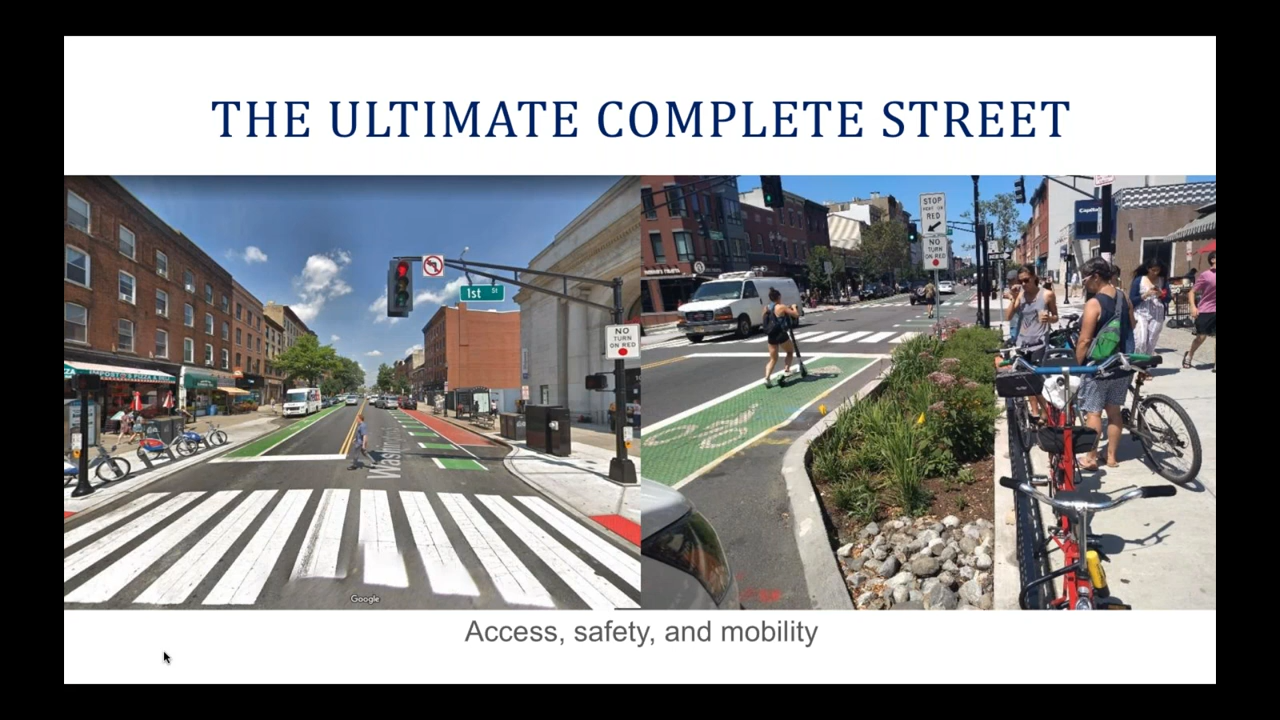 THE ULTIMATE COMPLETE STREET
1st St
NO
TURN
ON RED
Google
STOP
HERE ON
RED
NO
TURN
ON RED
Access, safety, and mobility